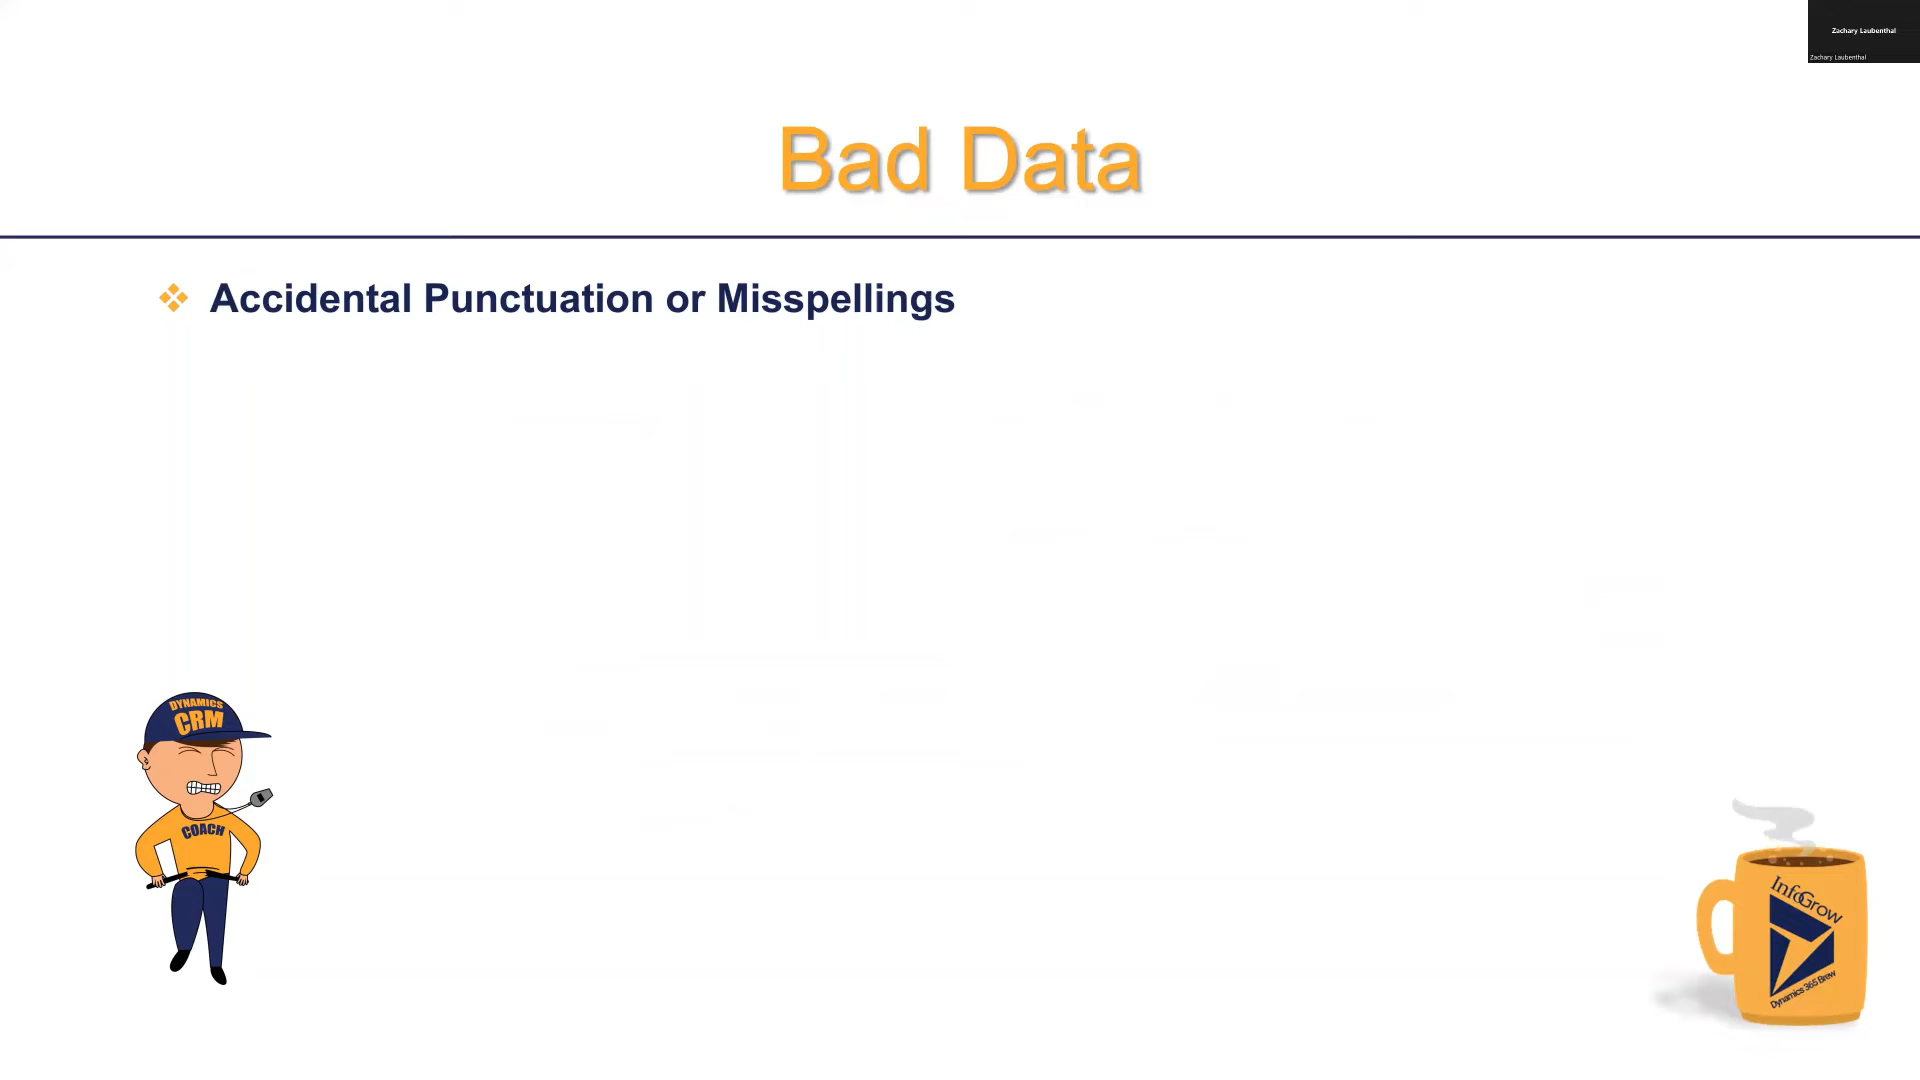 Zachary Laubenthal
Zachary Laubenthal
Bad Data
Accidental Punctuation or Misspellings
DYNAMICS
CRM
COACH
InfoGrow
Dynamics 365 Brew